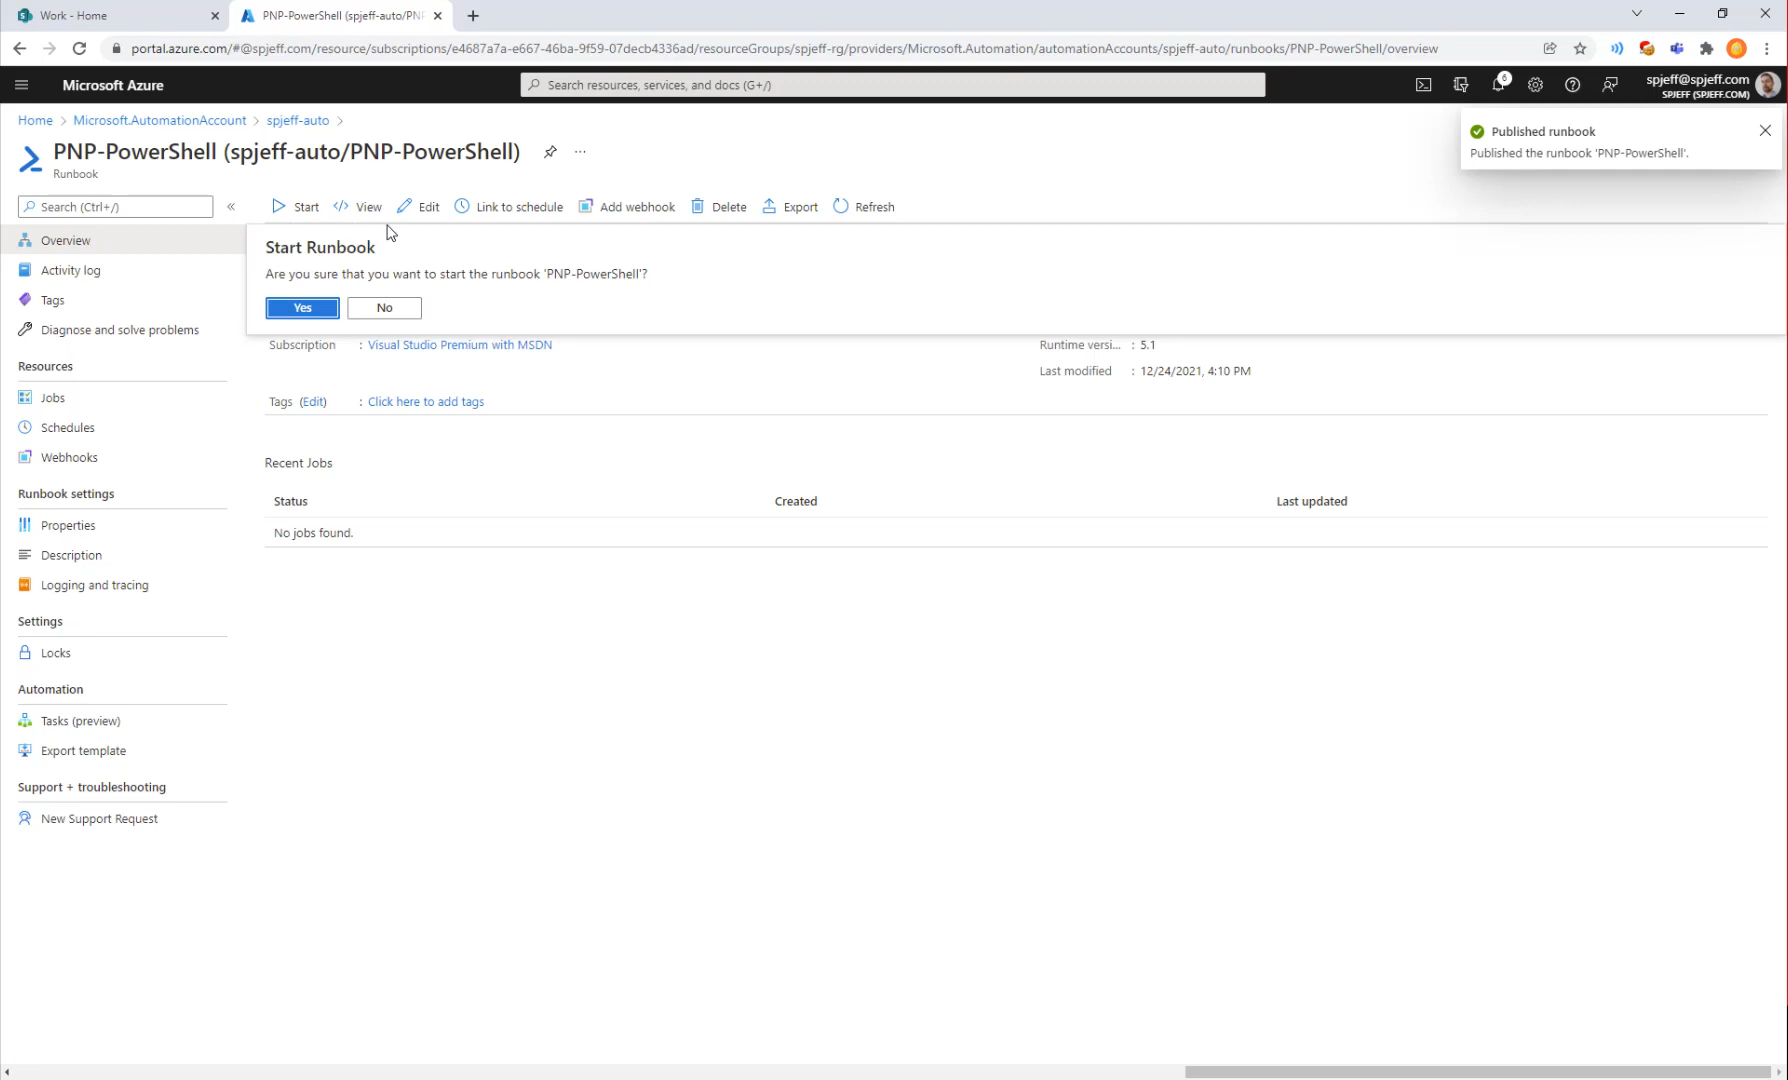 Work - Home
PNP-PowerShell (spjeff-auto/PNP
portal.azure.com/#@spjeff.com/resource/subscriptions/e4687a7a-e667-46ba-9f59-07decb4336ad/resourceGroups/spjeff-rg/providers/Microsoft.Automation/automationAccounts/spjeff-auto/runbooks/PNP-PowerShell/overview
Microsoft Azure
Search resources, services, and docs (G+/)
6
spjeff@spjeff.com
SPJEFF (SPJEFF.COM)
Home > Microsoft.AutomationAccount > spjeff-auto >
Published runbook
Published the runbook 'PNP-PowerShell'.
PNP-PowerShell (spjeff-auto/PNP-PowerShell)
...
Runbook
Search (Ctrl+/)
«
Start
View
Edit
Link to schedule
Add webhook
Delete
Export
Refresh
Start Runbook
Are you sure that you want to start the runbook 'PNP-PowerShell'?
Yes
No
Subscription : Visual Studio Premium with MSDN
Runtime versi... : 5.1
Last modified : 12/24/2021, 4:10 PM
Tags (Edit) : Click here to add tags
Recent Jobs
Status
Created
Last updated
No jobs found.
Overview
Activity log
Tags
Diagnose and solve problems
Resources
Jobs
Schedules
Webhooks
Runbook settings
Properties
Description
Logging and tracing
Settings
Locks
Automation
Tasks (preview)
Export template
Support + troubleshooting
New Support Request